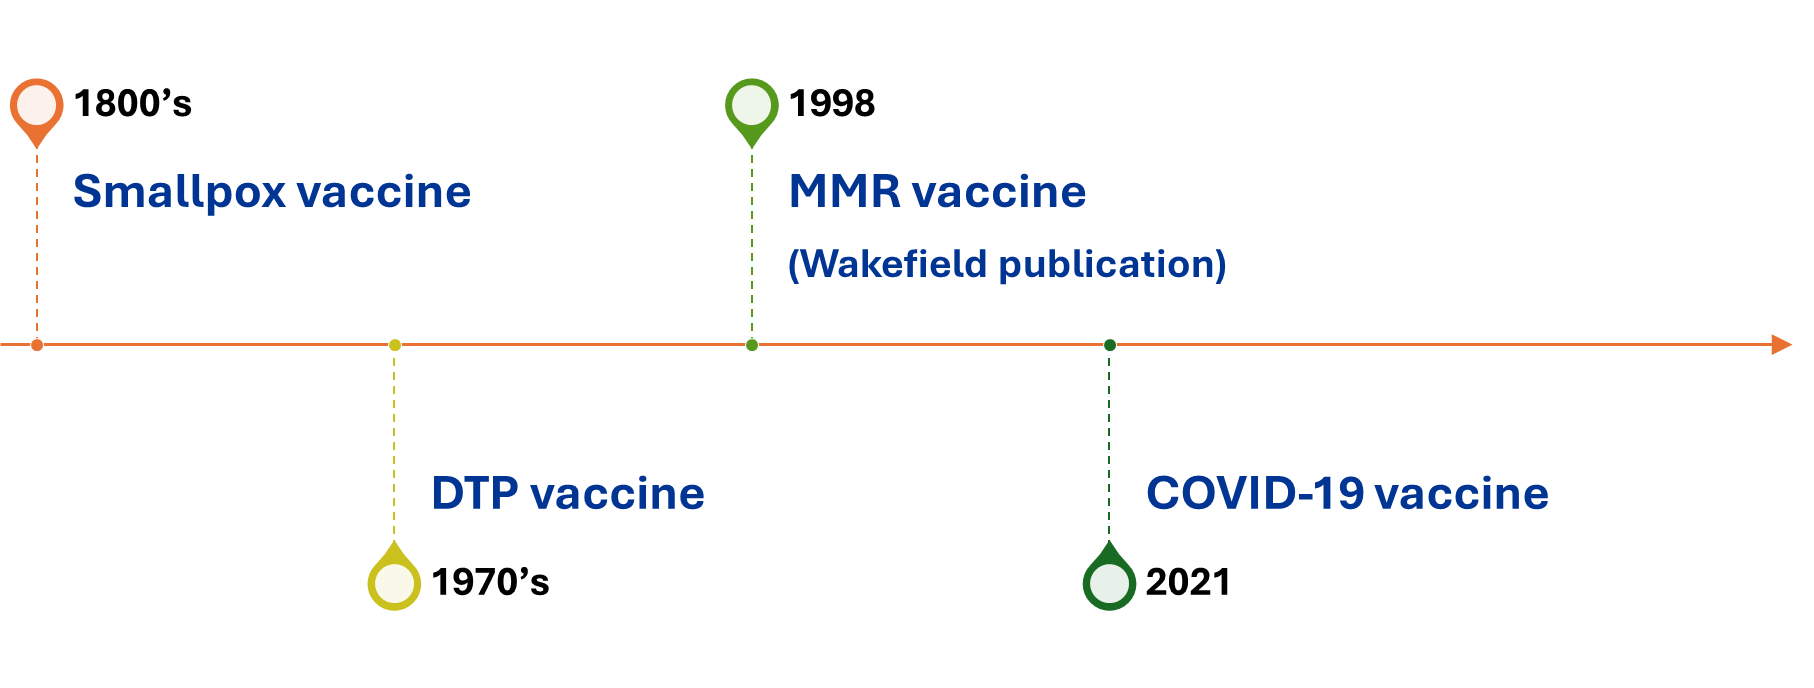 1800’s
Smallpox vaccine
1998
MMR vaccine
(Wakefield publication)
DTP vaccine
1970’s
COVID-19 vaccine
2021